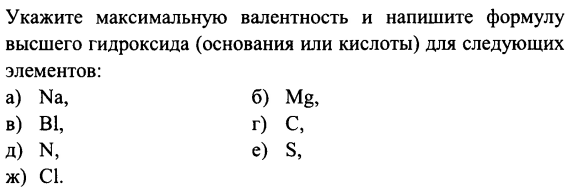 Укажите максимальную валентность и напишите формулу
высшего гидроксида (основания или кислоты) для следующих
элементов:
а) Na, б) Mg,
в) Bl, г) C,
д) N, е) S,
ж) Cl.